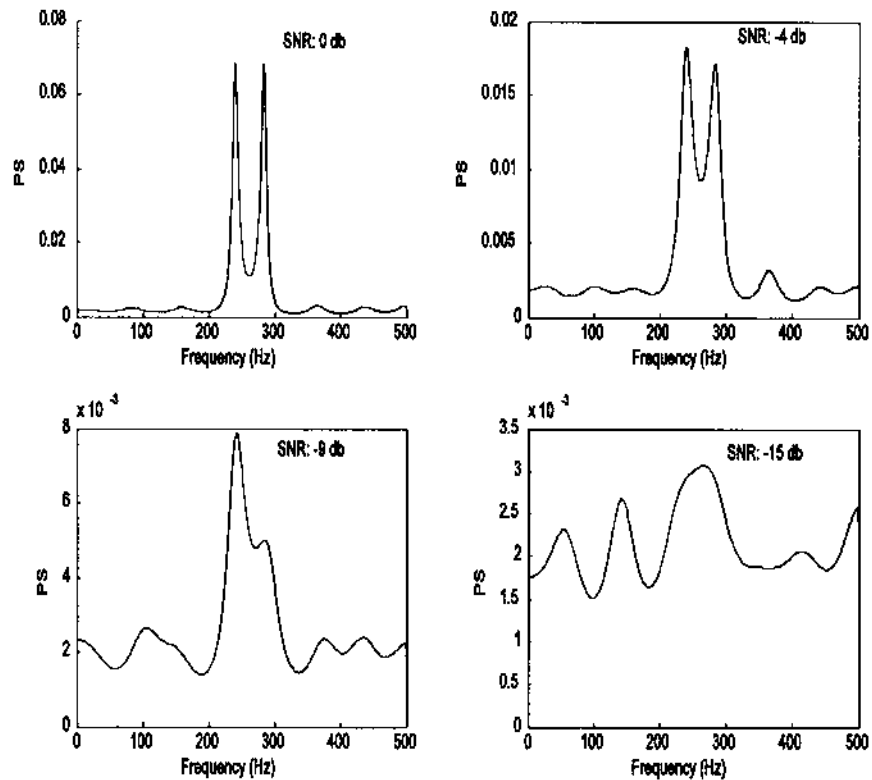 0.08
0.06
0.04
0.02
0
PS
SNR: 0 db
0 100 200 300 400 500
Frequency (Hz)
0.02
0.015
0.01
0.005
0
PS
SNR: -4 db
0 100 200 300 400 500
Frequency (Hz)
x 10 -3
8
6
4
2
0
PS
SNR: -9 db
0 100 200 300 400 500
Frequency (Hz)
x 10 -3
3.5
3
2.5
2
1.5
1
0.5
0
PS
SNR: -15 db
0 100 200 300 400 500
Frequency (Hz)